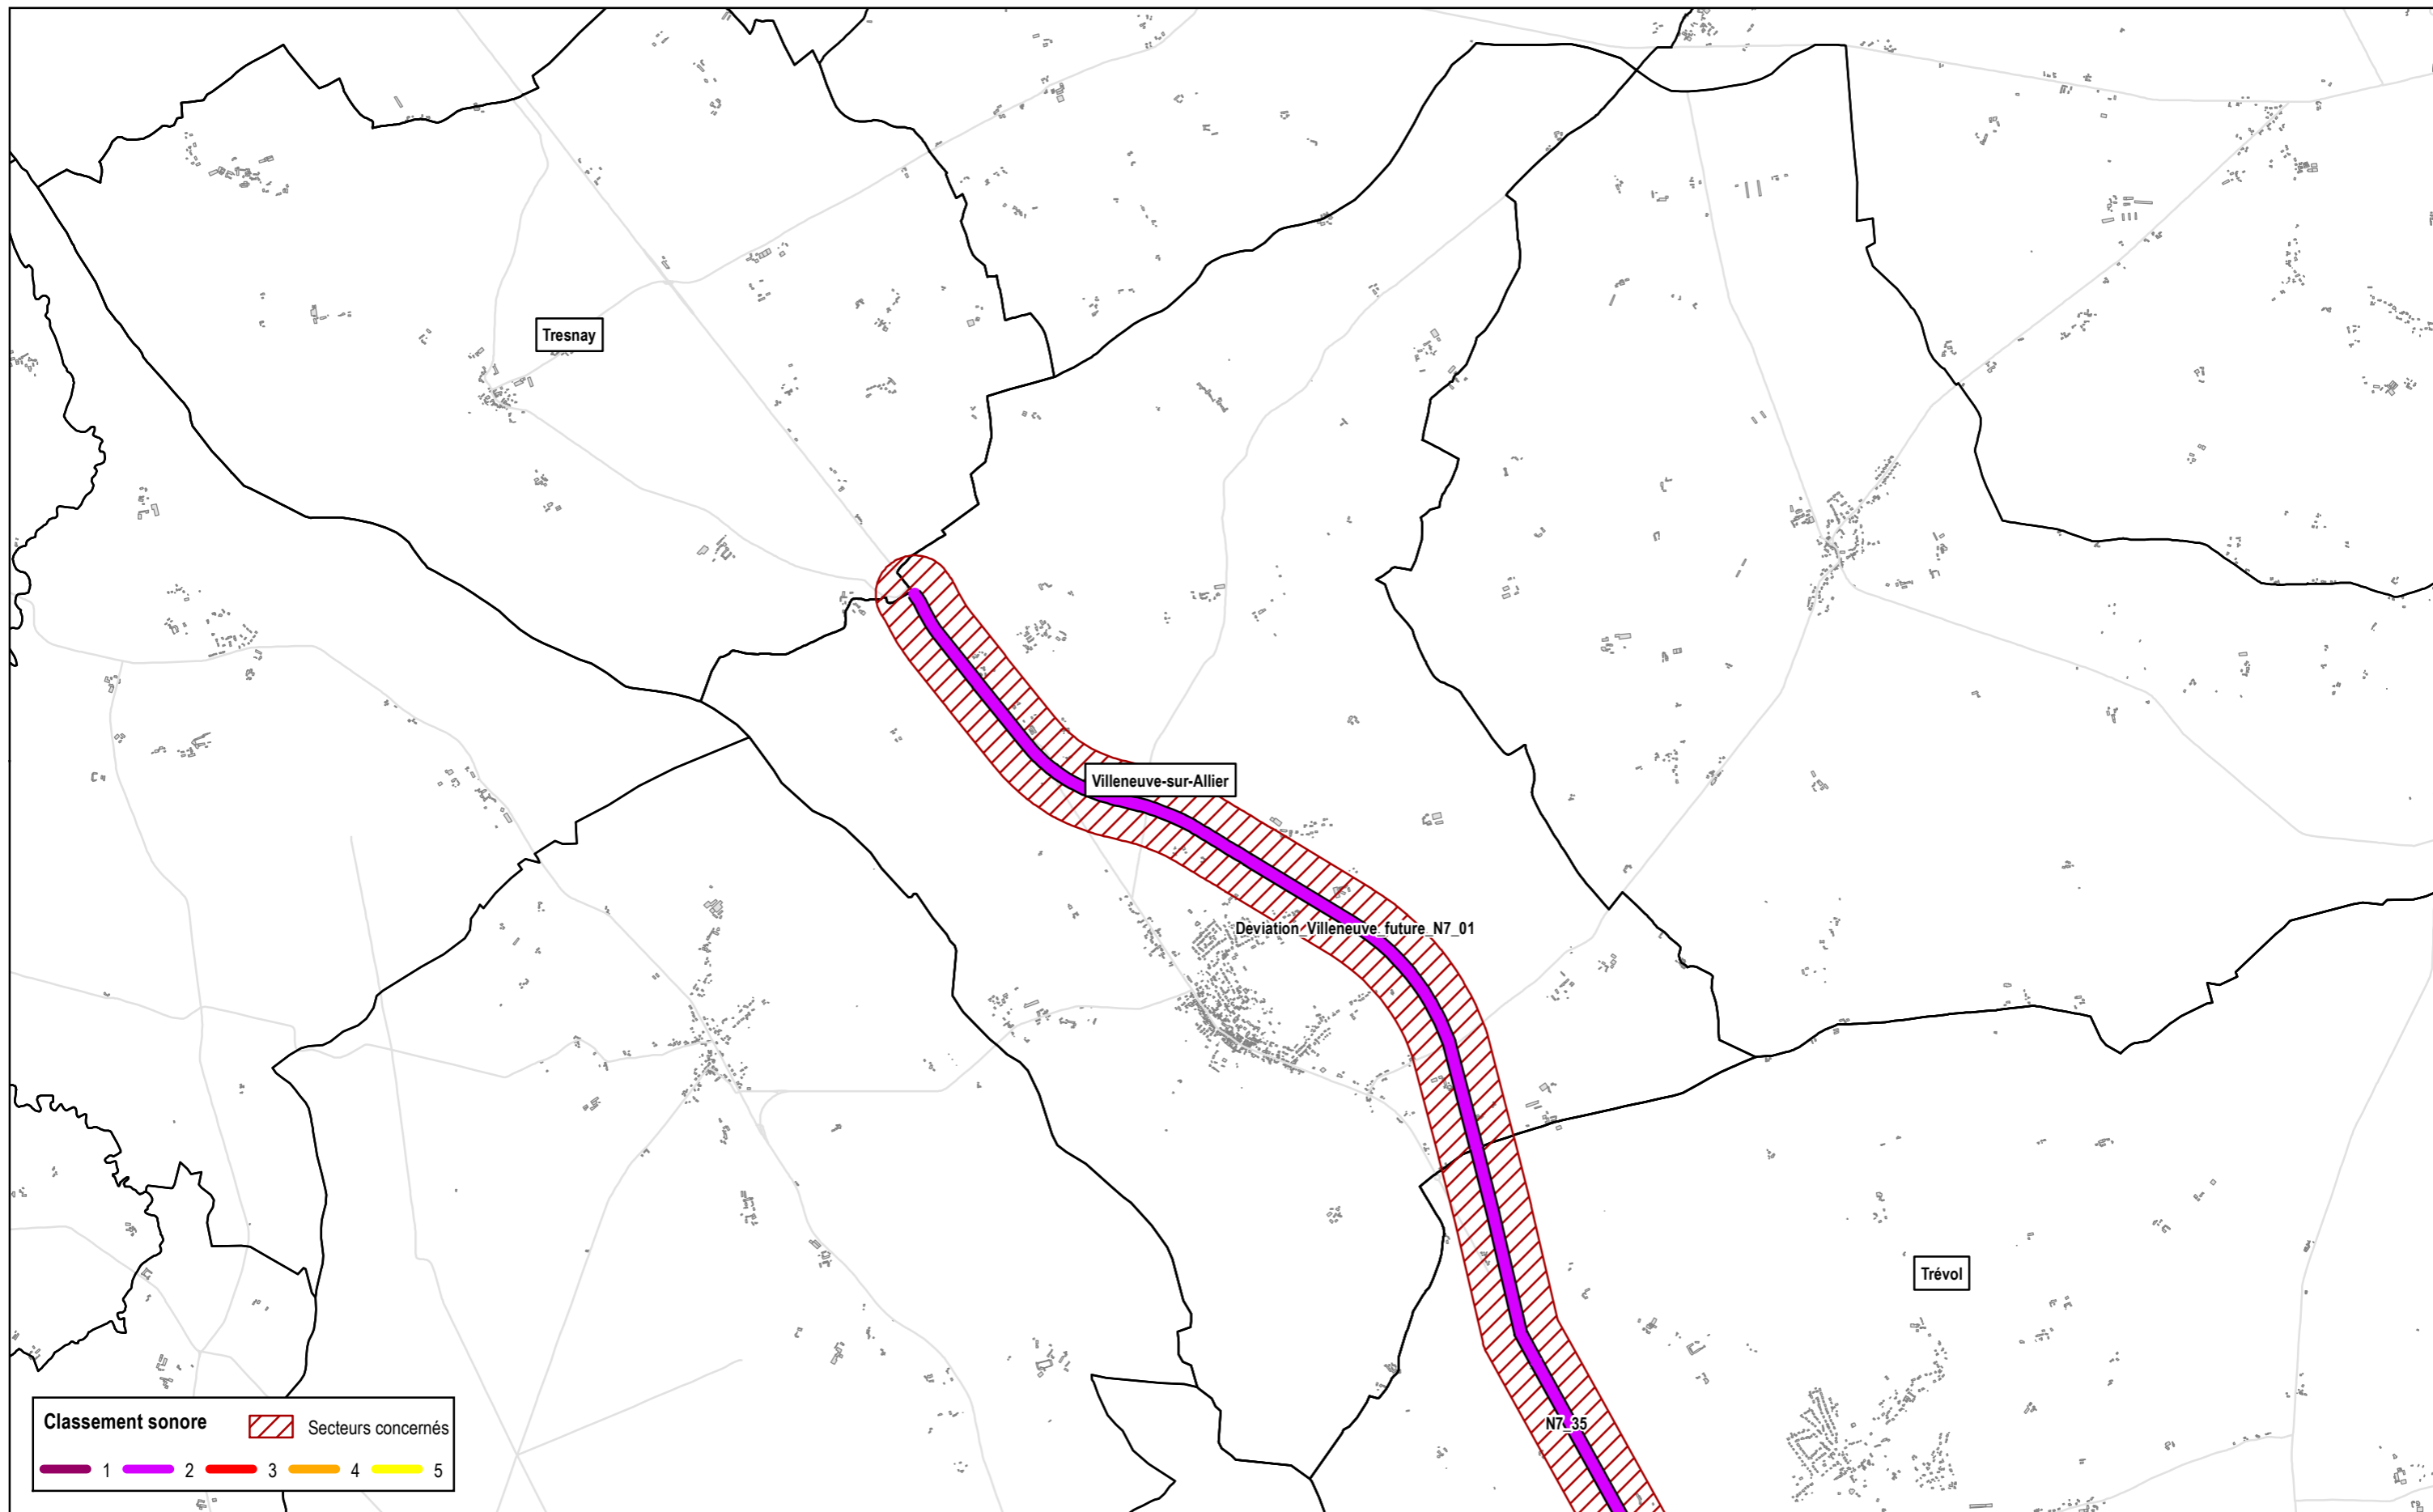 Tresnay
Villeneuve-sur-Allier
Deviation_Villeneuve_future_N7_01
Trévol
N7_35
Classement sonore
Secteurs concernés
1 2 3 4 5